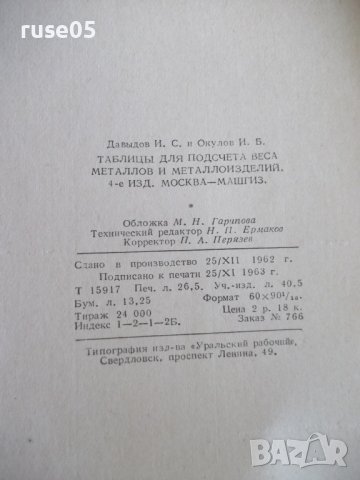 ruse05
Давыдов И. С. и Окулов И. Б.
ТАБЛИЦЫ ДЛЯ ПОДСЧЕТА ВЕСА
МЕТАЛЛОВ И МЕТАЛЛОИЗДЕЛИЙ.
4-е ИЗД. МОСКВА—МАШГИЗ.
*
Обложка М. Н. Гарипова
Технический редактор Н. П. Ермаков
Корректор П. А. Перязев
Сдано в производство 25/XII 1962 г.
Подписано к печати 25/XI 1963 г.
Т 15917 Печ. л. 26,5. Уч.-изд. л. 40,5
Бум. л. 13,25 Формат 60×90¹/₁₆.
Тираж 24 000 Цена 2 р. 18 к.
Индекс 1—2—1—2Б. Заказ № 766
Типография изд-ва «Уральский рабочий»,
Свердловск, проспект Ленина, 49.
BAZAR
bg